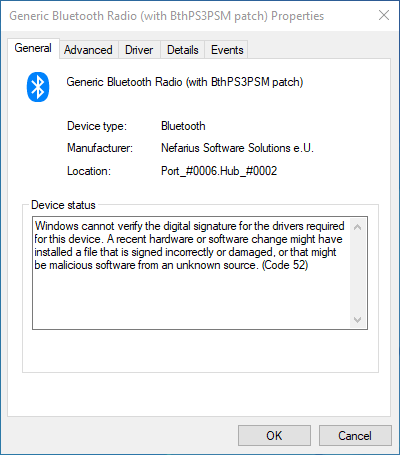 Generic Bluetooth Radio (with BthPS3PSM patch) Properties
General Advanced Driver Details Events
Generic Bluetooth Radio (with BthPS3PSM patch)
Device type: Bluetooth
Manufacturer: Nefarius Software Solutions e.U.
Location: Port_#0006.Hub_#0002
Device status
Windows cannot verify the digital signature for the drivers required
for this device. A recent hardware or software change might have
installed a file that is signed incorrectly or damaged, or that might
be malicious software from an unknown source. (Code 52)
OK Cancel